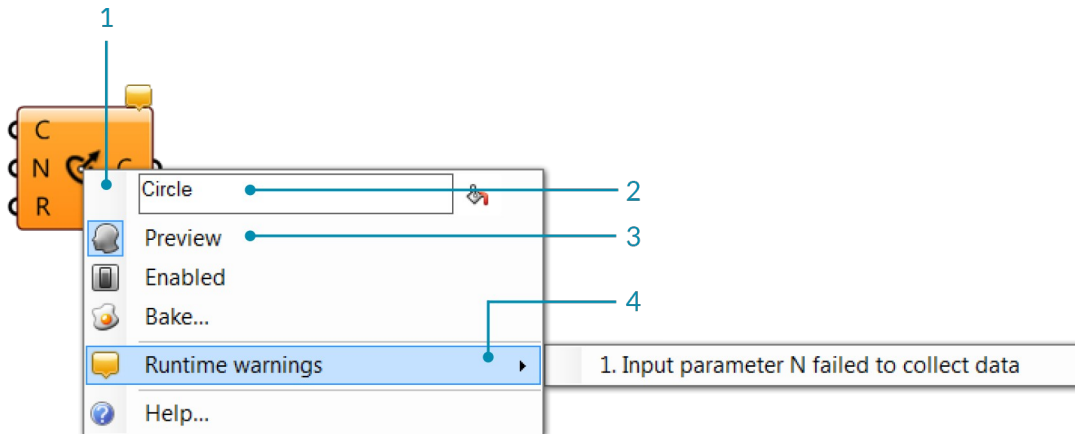 1
C
N C
R
Circle
2
Preview
3
Enabled
4
Bake...
Runtime warnings
1. Input parameter N failed to collect data
Help...